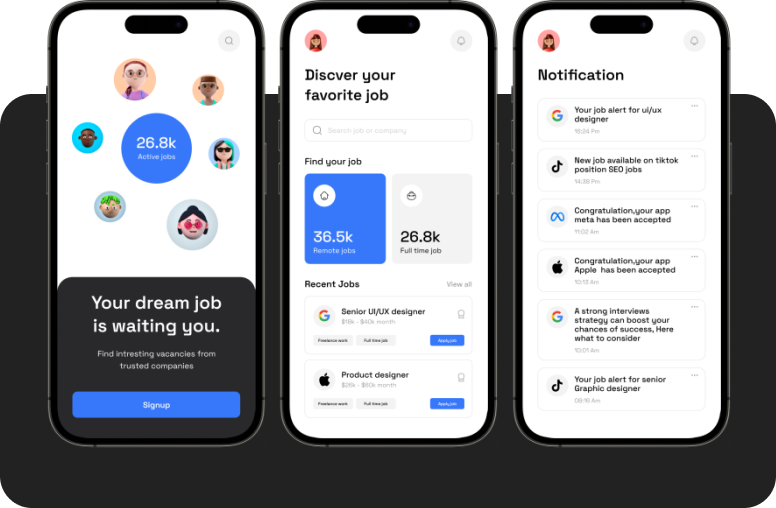 26.8k
Active jobs
Your dream job
is waiting you.
Find intresting vacancies from
trusted companies
Signup
Discver your
favorite job
Search job or company
Find your job
36.5k
Remote jobs
26.8k
Full time job
Recent Jobs
View all
Senior UI/UX designer
$18k - $40k month
Freelance work
Full time job
Apply job
Product designer
$28k - $60k month
Freelance work
Full time job
Apply job
Notification
Your job alert for ui/ux
designer
16:24 Pm
New job available on tiktok
position SEO jobs
14:38 Pm
Congratulation,your app
meta has been accepted
11:02 Am
Congratulation,your app
Apple has been accepted
10:12 Am
A strong interviews
strategy can boost your
chances of success, Here
what to consider
10:01 Am
Your job alert for senior
Graphic designer